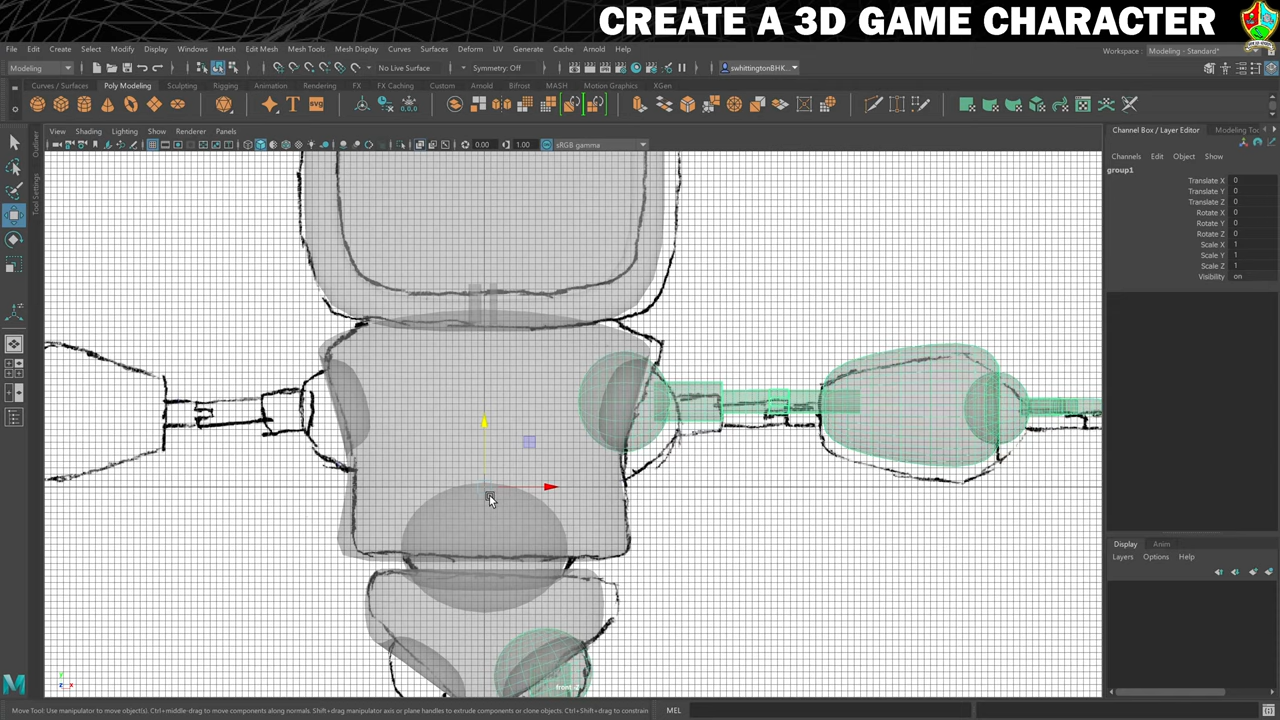 CREATE A 3D GAME CHARACTER
File Edit Create Select Modify Display Windows Mesh Edit Mesh Mesh Tools Mesh Display Curves Surfaces Deform UV Generate Cache Arnold Help
Workspace: Modeling - Standard*
Modeling No Live Surface Symmetry: Off swhittingtonBHK...
Curves / Surfaces Poly Modeling Sculpting Rigging Animation Rendering FX FX Caching Custom Arnold Bifrost MASH Motion Graphics XGen
View Shading Lighting Show Renderer Panels
0.00 1.00 sRGB gamma
Outliner
Tool Settings
Channel Box / Layer Editor Modeling Too
Channels Edit Object Show
group1
Translate X 0
Translate Y 0
Translate Z 0
Rotate X 0
Rotate Y 0
Rotate Z 0
Scale X 1
Scale Y 1
Scale Z 1
Visibility on
Display Anim
Layers Options Help
front -Z
Move Tool: Use manipulator to move object(s). Ctrl+middle-drag to move components along normals. Shift+drag manipulator axis or plane handles to extrude components or clone objects. Ctrl+Shift+drag to constrain
MEL